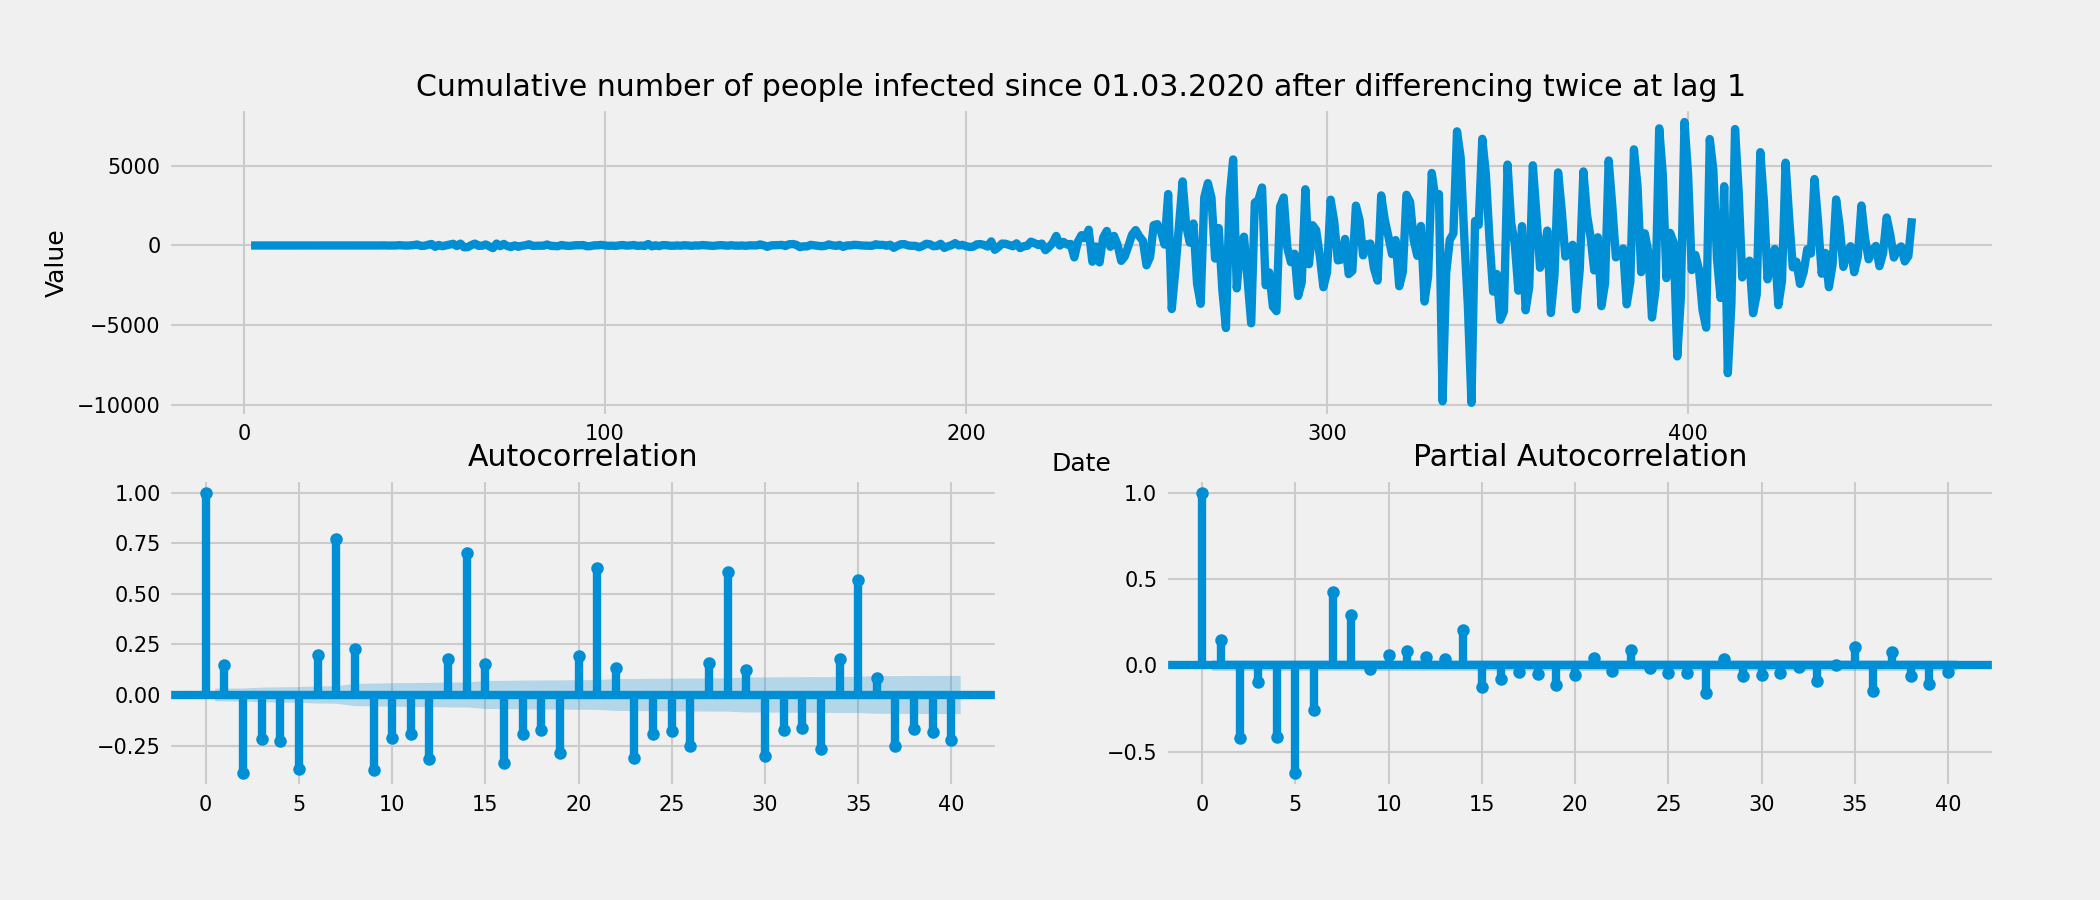 Cumulative number of people infected since 01.03.2020 after differencing twice at lag 1
Value
5000
0
−5000
−10000
0 100 200 300 400
Date
Autocorrelation
1.00
0.75
0.50
0.25
0.00
−0.25
0 5 10 15 20 25 30 35 40
Partial Autocorrelation
1.0
0.5
0.0
−0.5
0 5 10 15 20 25 30 35 40